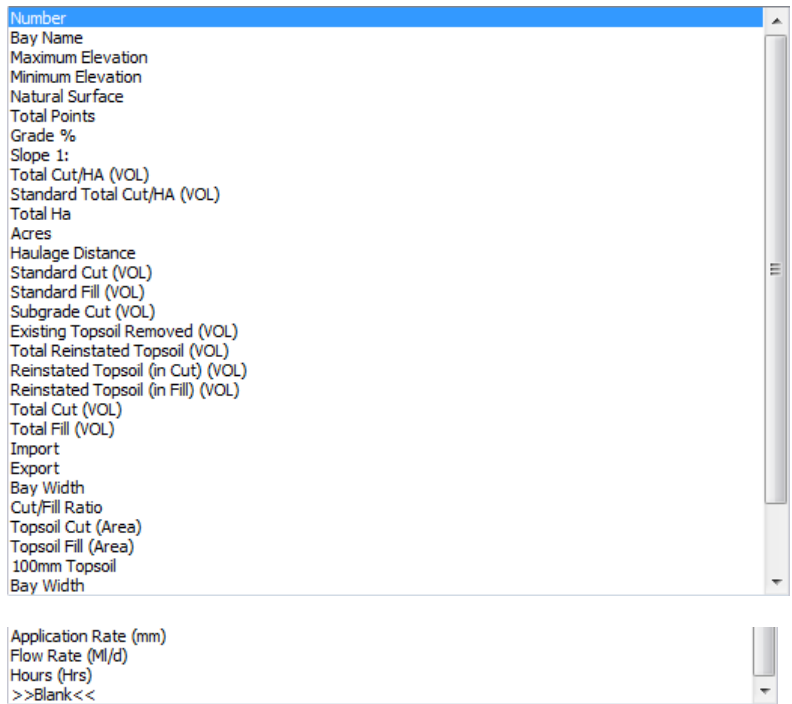 Number
Bay Name
Maximum Elevation
Minimum Elevation
Natural Surface
Total Points
Grade %
Slope 1:
Total Cut/HA (VOL)
Standard Total Cut/HA (VOL)
Total Ha
Acres
Haulage Distance
Standard Cut (VOL)
Standard Fill (VOL)
Subgrade Cut (VOL)
Existing Topsoil Removed (VOL)
Total Reinstated Topsoil (VOL)
Reinstated Topsoil (in Cut) (VOL)
Reinstated Topsoil (in Fill) (VOL)
Total Cut (VOL)
Total Fill (VOL)
Import
Export
Bay Width
Cut/Fill Ratio
Topsoil Cut (Area)
Topsoil Fill (Area)
100mm Topsoil
Bay Width
Application Rate (mm)
Flow Rate (Ml/d)
Hours (Hrs)
>>Blank<<